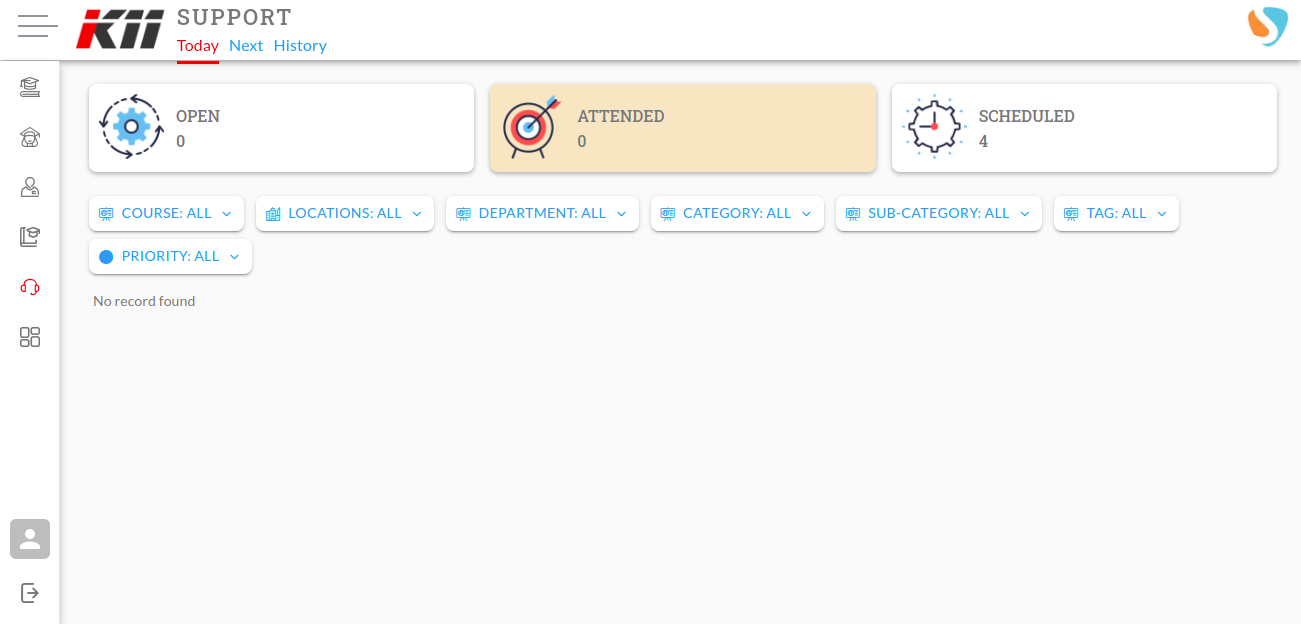 KII SUPPORT
Today Next History
OPEN
0
ATTENDED
0
SCHEDULED
4
COURSE: ALL LOCATIONS: ALL DEPARTMENT: ALL CATEGORY: ALL SUB-CATEGORY: ALL TAG: ALL
PRIORITY: ALL
No record found